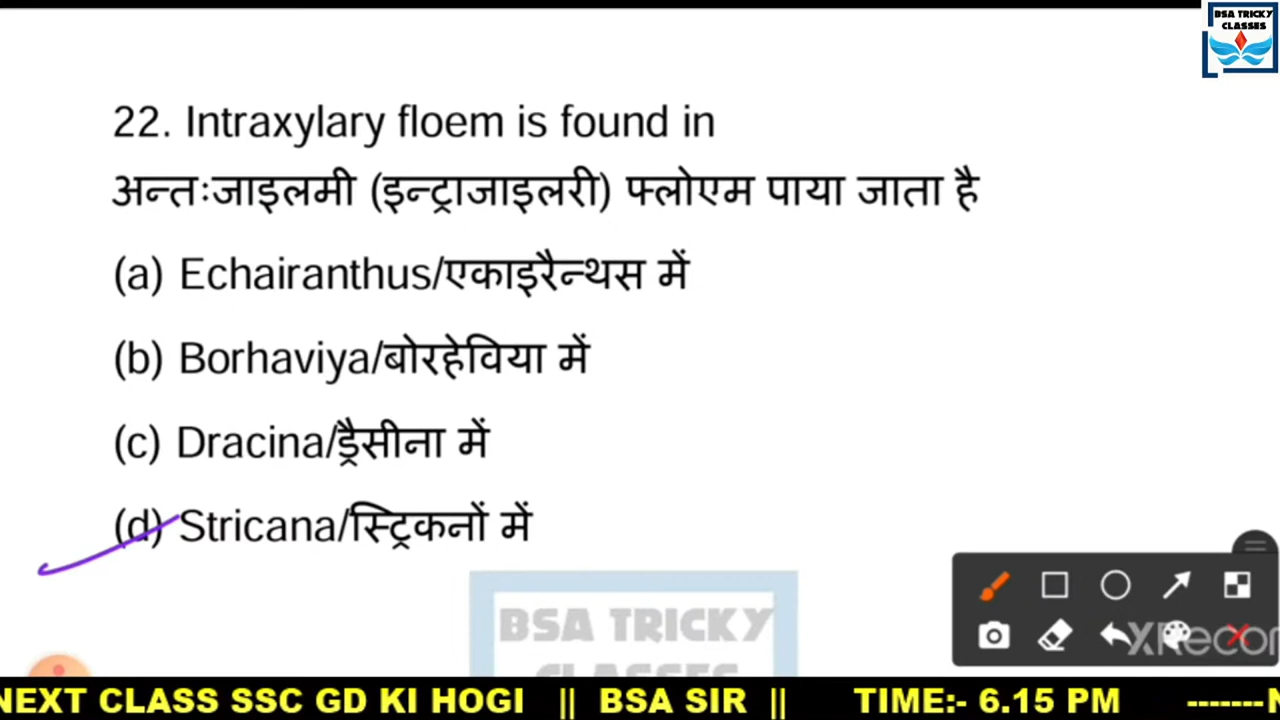 BSA TRICKY
CLASSES
22. Intraxylary floem is found in
अन्तःजाइलमी (इन्ट्राजाइलरी) फ्लोएम पाया जाता है
(a) Echairanthus/एकाइरैन्थस में
(b) Borhaviya/बोरहेविया में
(c) Dracina/ड्रैसीना में
(d) Stricana/स्ट्रिकनों में
BSA TRICKY
CLASSES
XRecor
NEXT CLASS SSC GD KI HOGI || BSA SIR || TIME:- 6.15 PM -------